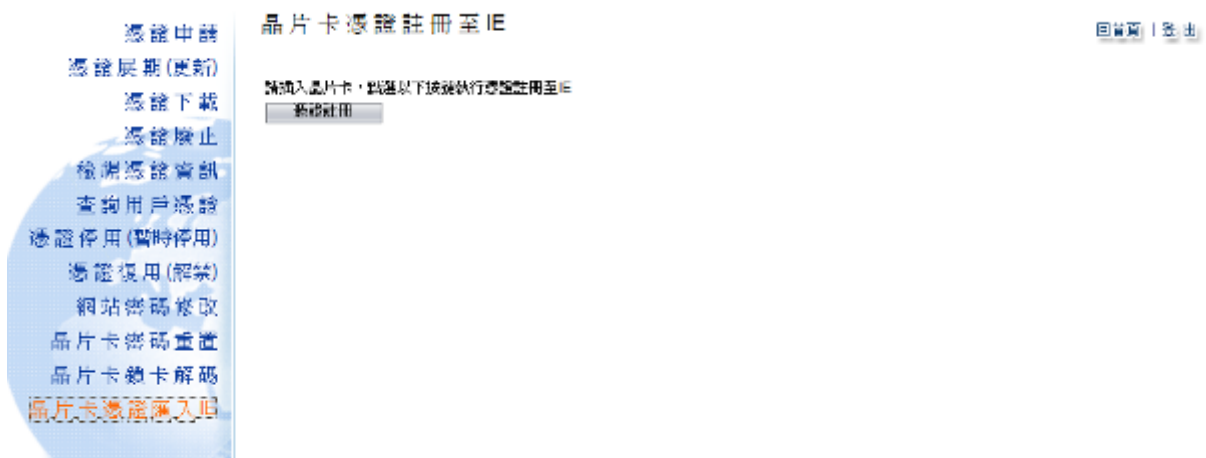 晶片卡憑證註冊至IE
回首頁 | 登出
憑證申請
憑證展期(更新)
憑證下載
憑證廢止
檢視憑證資訊
查詢用戶憑證
憑證停用(暫時停用)
憑證復用(解禁)
網站密碼修改
晶片卡密碼重置
晶片卡鎖卡解碼
晶片卡憑證匯入IE
請插入晶片卡，點選以下按鈕執行憑證註冊至IE
憑證註冊